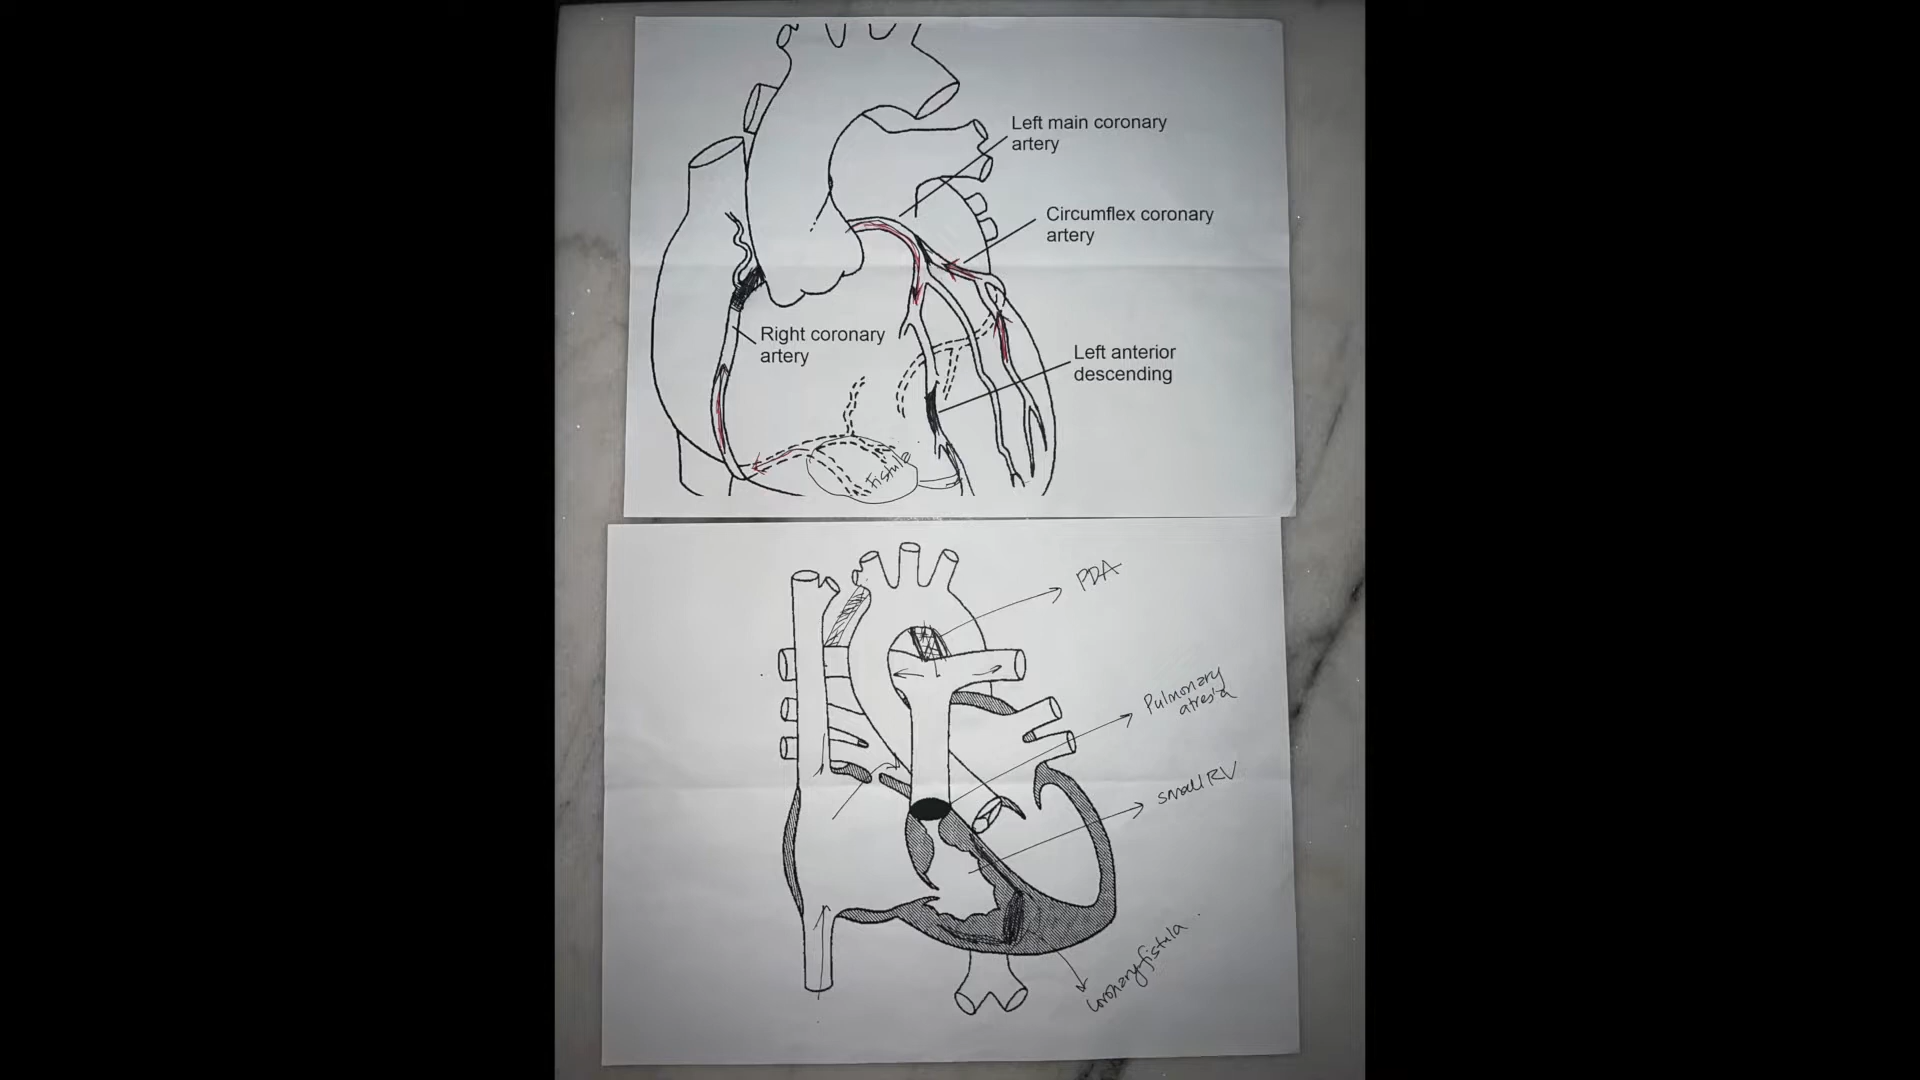 Left main coronary
artery
Circumflex coronary
artery
Right coronary
artery
Left anterior
descending
Fistula
PDA
Pulmonary
atresia
small RV
Coronary fistula